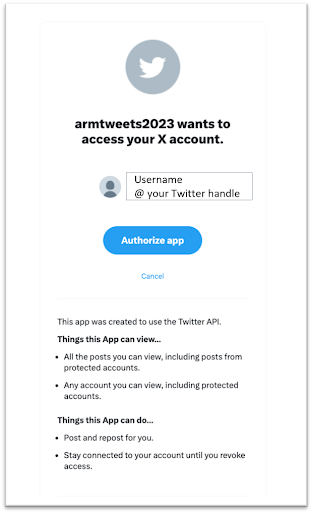 armtweets2023 wants to
access your X account.
Username
@ your Twitter handle
Authorize app
Cancel
This app was created to use the Twitter API.
Things this App can view...
• All the posts you can view, including posts from
protected accounts.
• Any account you can view, including protected
accounts.
Things this App can do...
• Post and repost for you.
• Stay connected to your account until you revoke
access.